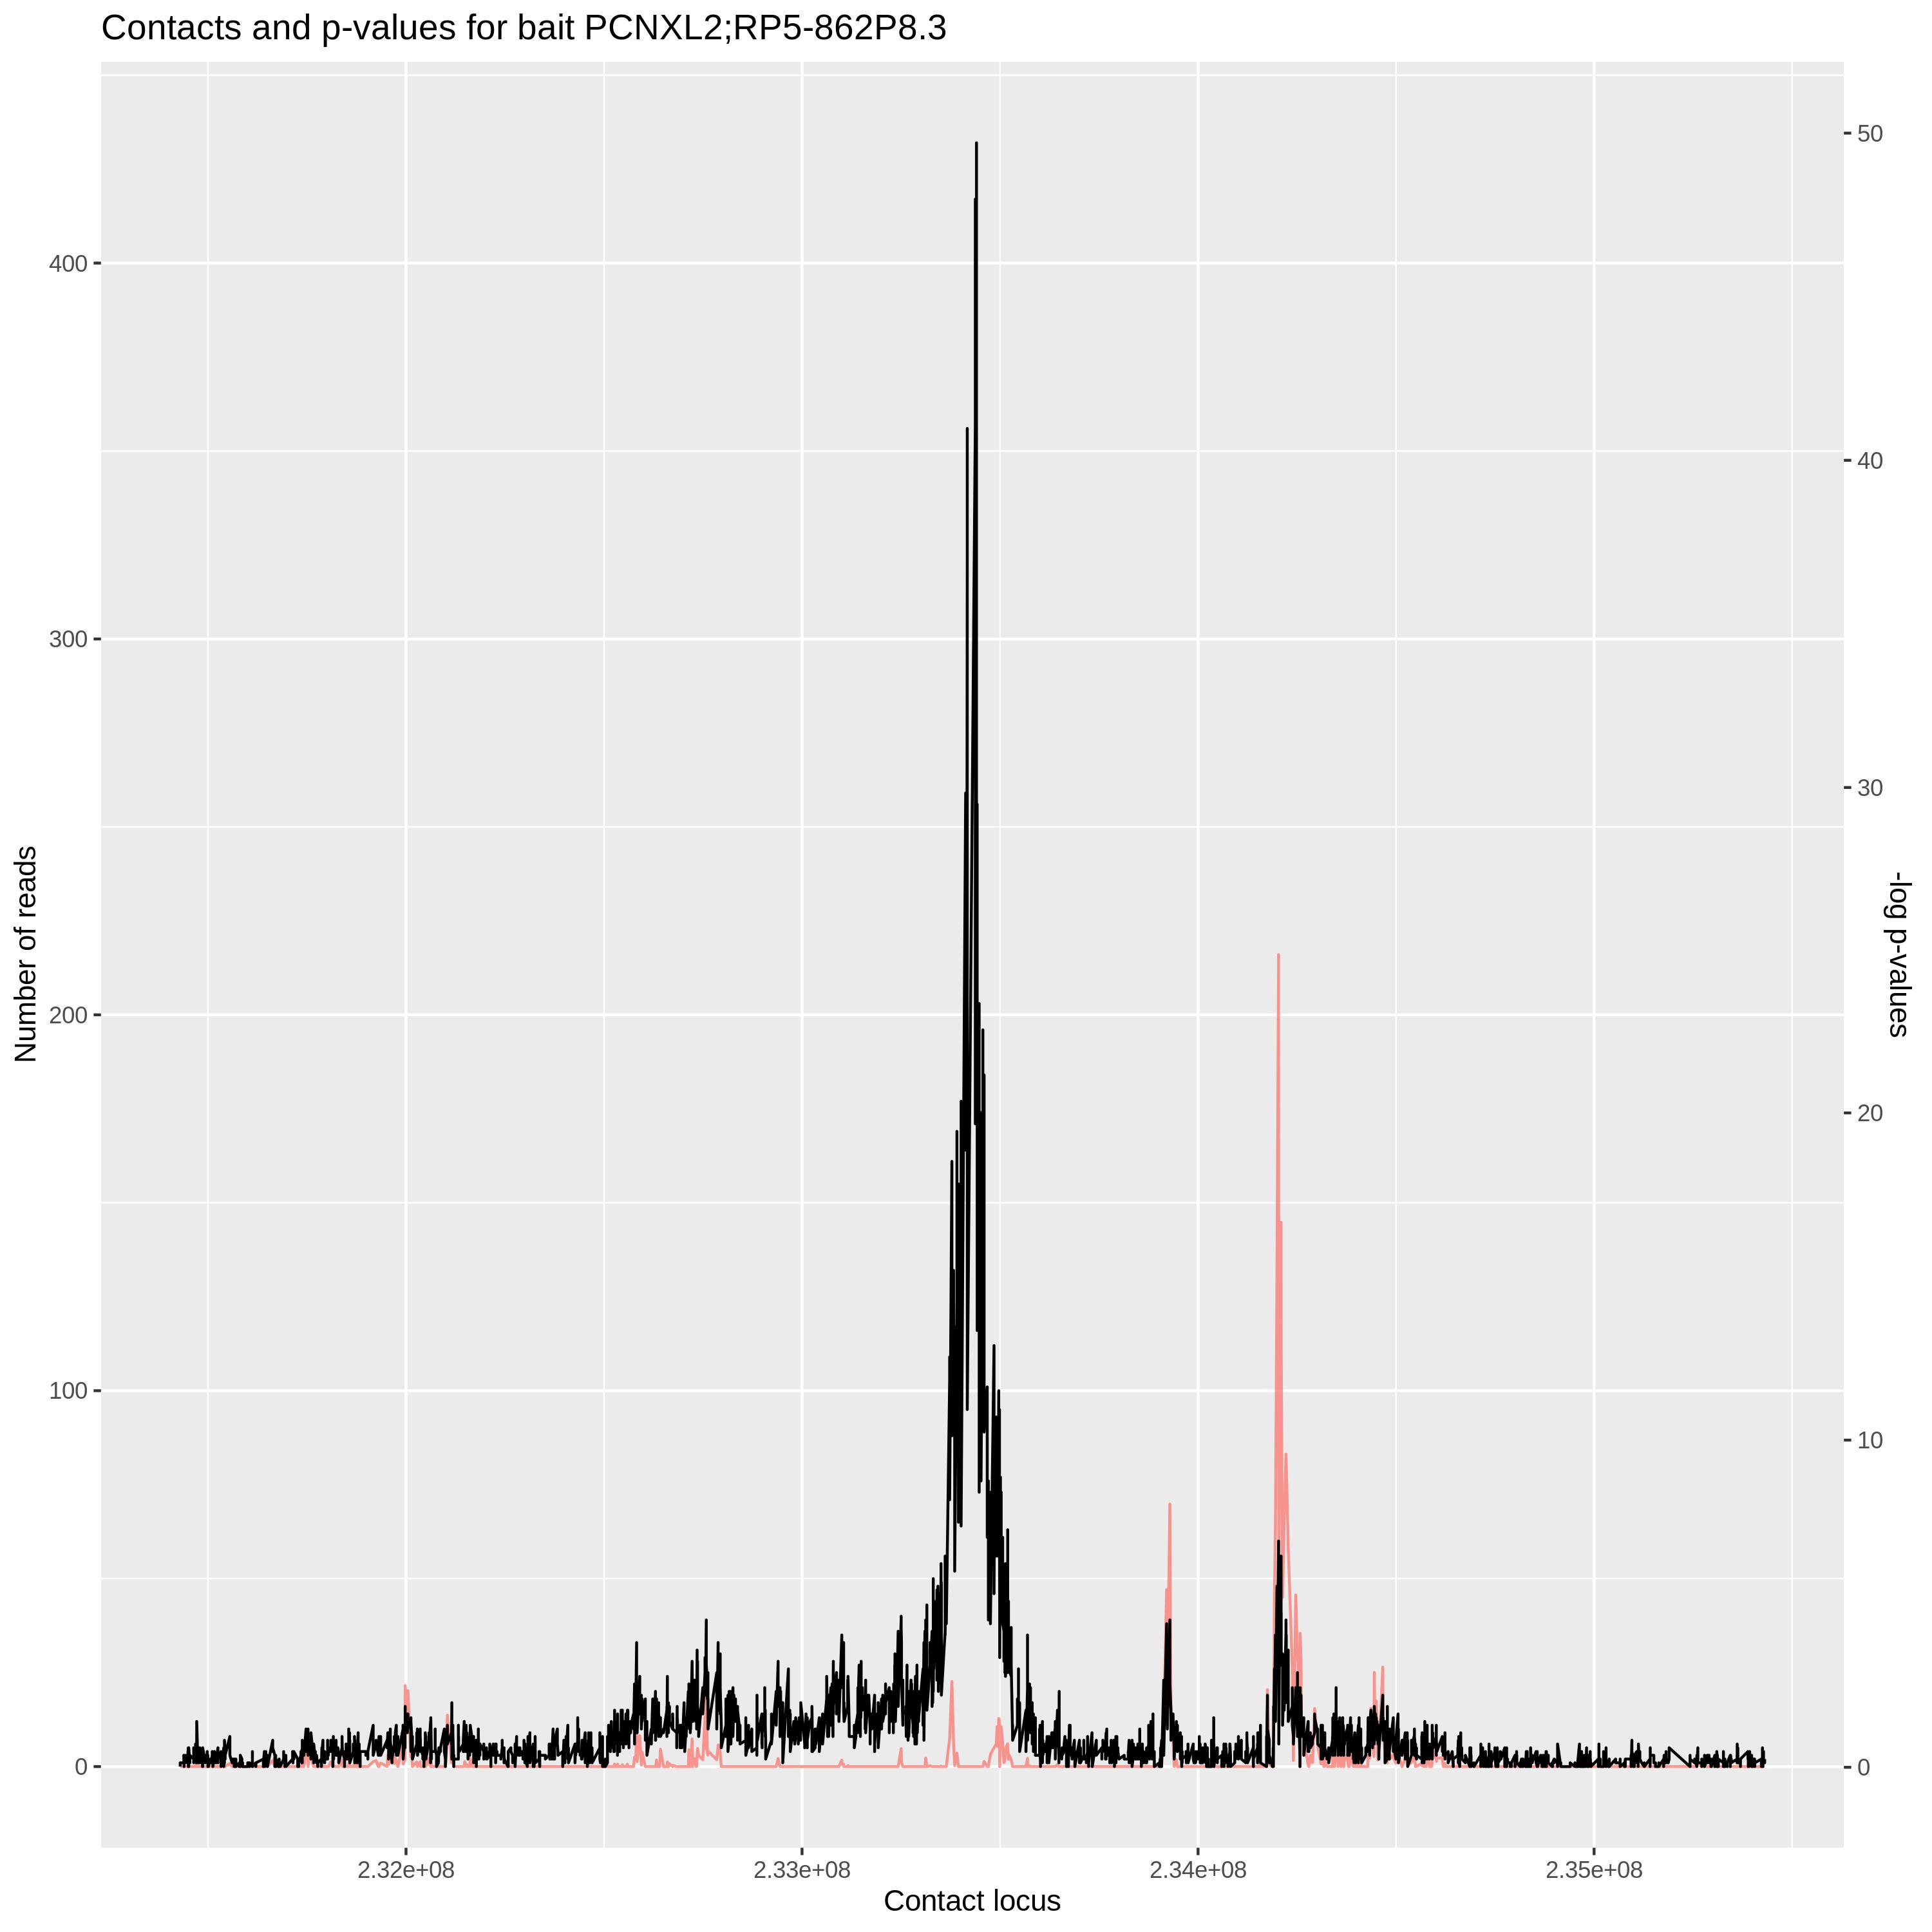 Contacts and p-values for bait PCNXL2;RP5-862P8.3
Number of reads
400
300
200
100
0
50
40
30
20
10
0
-log p-values
2.32e+08
2.33e+08
2.34e+08
2.35e+08
Contact locus